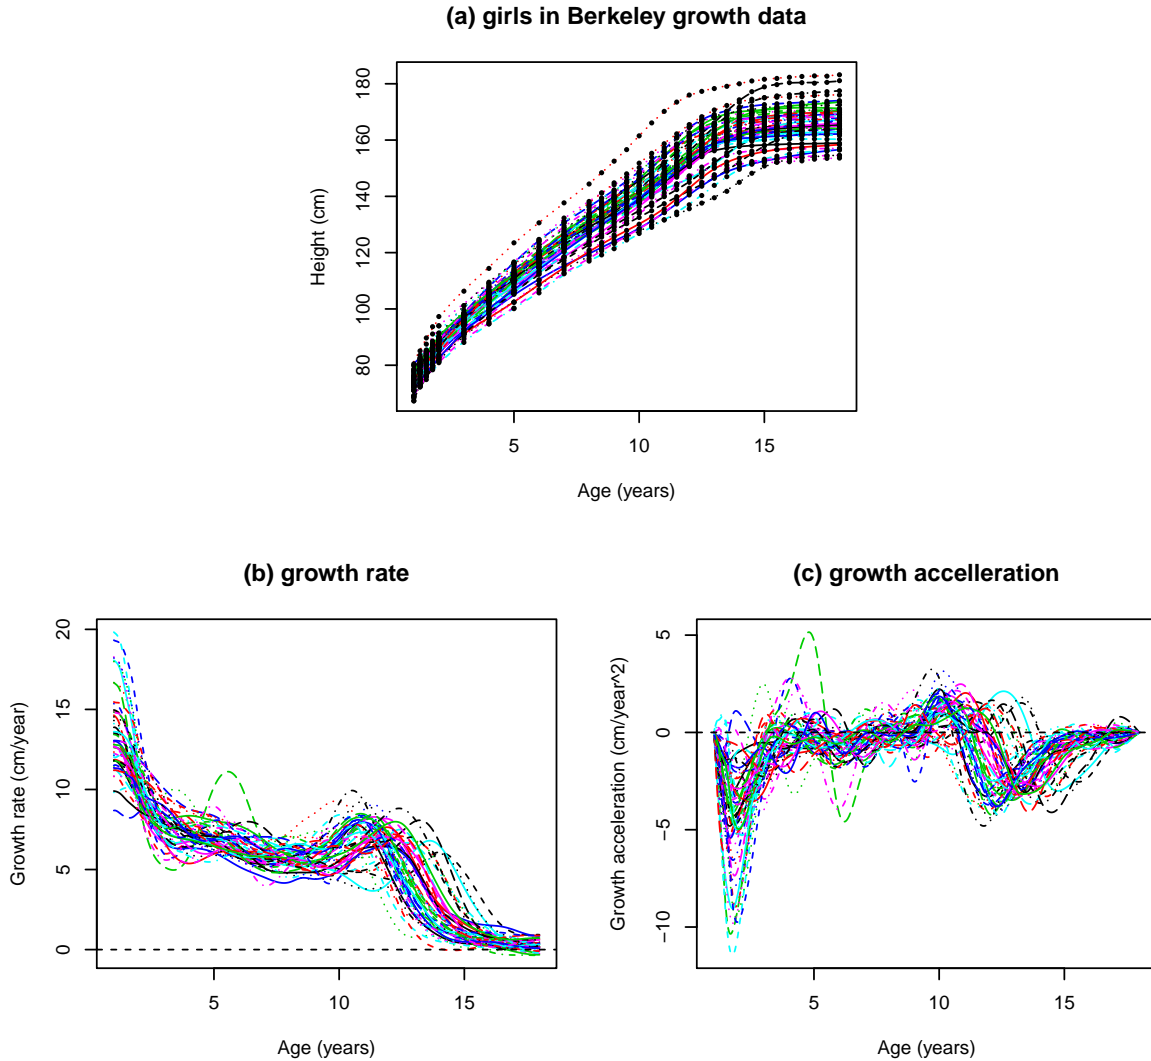 (a) girls in Berkeley growth data
Height (cm)
180
160
140
120
100
80
5 10 15
Age (years)
(b) growth rate
Growth rate (cm/year)
20
15
10
5
0
5 10 15
Age (years)
(c) growth accelleration
Growth acceleration (cm/year^2)
5
0
−5
−10
5 10 15
Age (years)